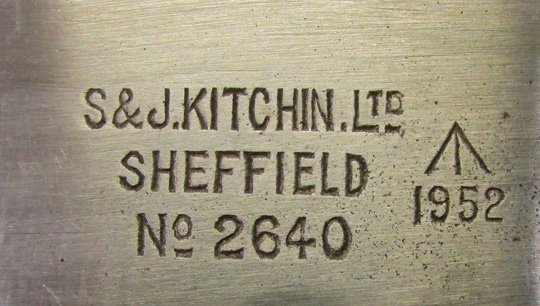 S&J.KITCHIN.LTD
SHEFFIELD
Nº 2640
1952